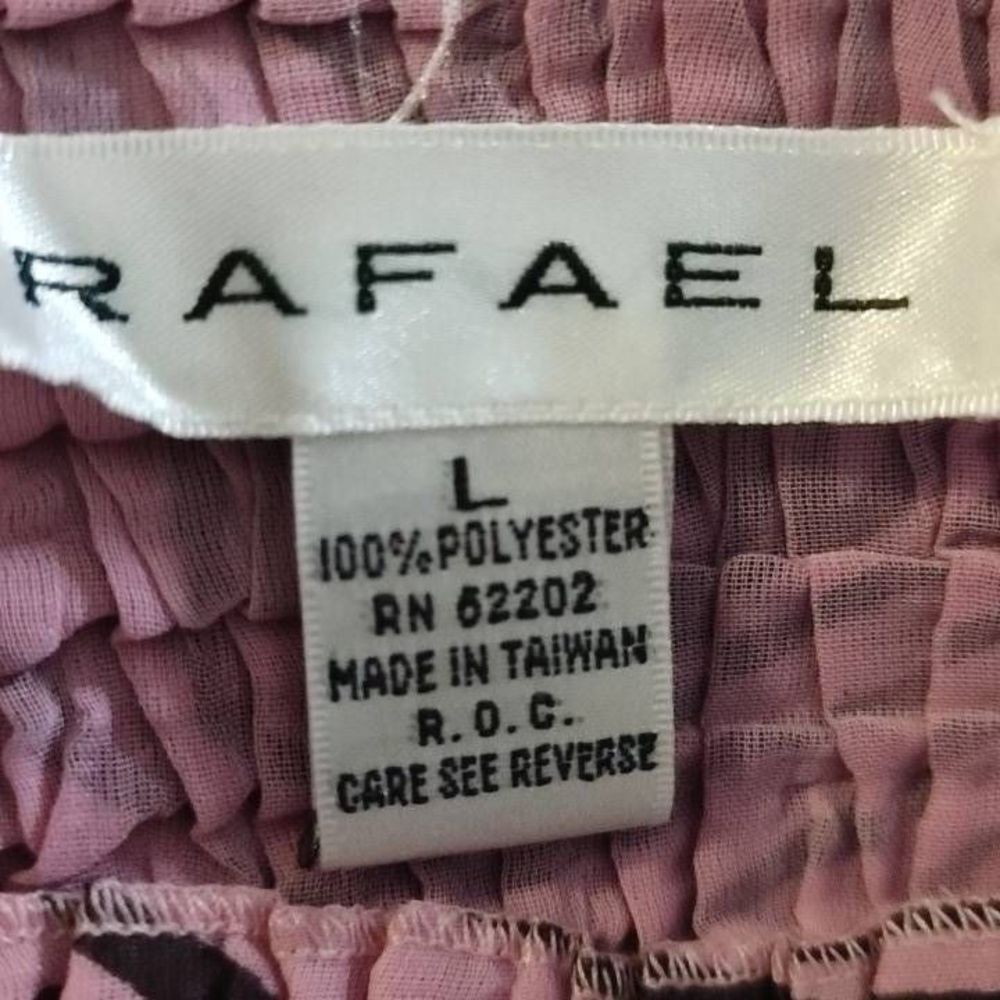 RAFAEL
L
100% POLYESTER
RN 62202
MADE IN TAIWAN
R.O.C.
CARE SEE REVERSE